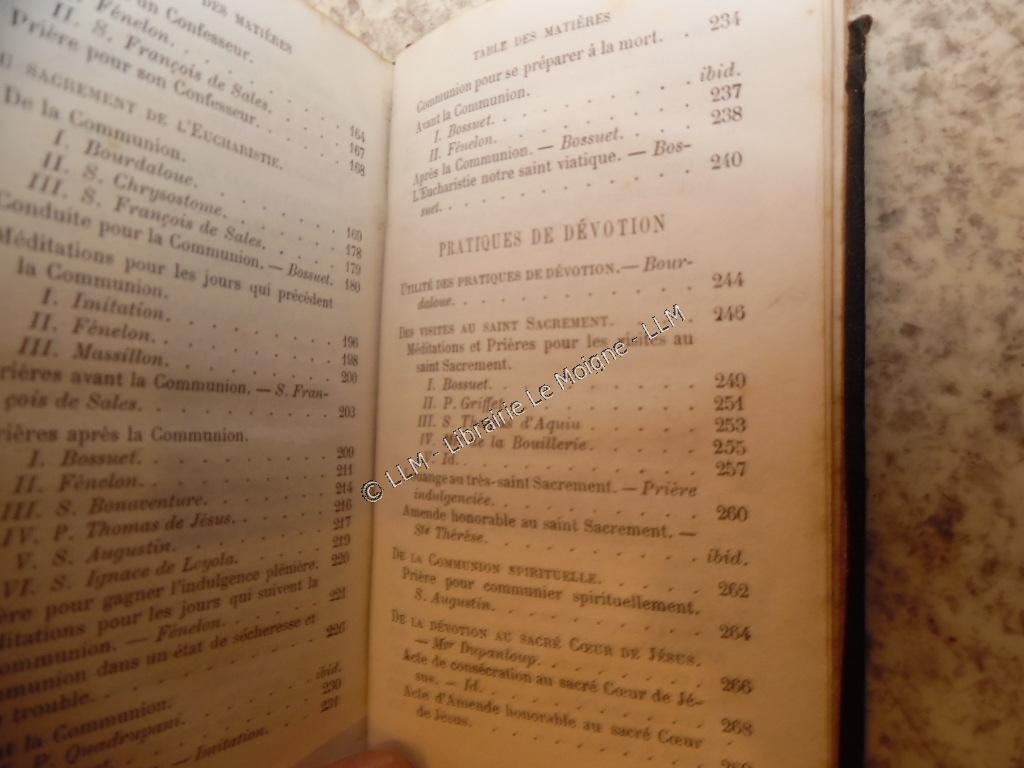 DES MATIÈRES
un Confesseur.
I. Fénelon.
II. S. François de Sales. 164
Prière pour son Confesseur. 167
168
SACREMENT DE L'EUCHARISTIE.
De la Communion.
I. Bourdaloue. 169
II. S. Chrysostome. 178
III. S. François de Sales. 179
Conduite pour la Communion. — Bossuet. 180
Méditations pour les jours qui précèdent
la Communion.
I. Imitation. 196
II. Fénelon. 198
III. Massillon. 200
rières avant la Communion. — S. Fran-
çois de Sales. 203
rières après la Communion.
I. Bossuet. 209
II. Fénelon. 211
III. S. Bonaventure. 214
IV. P. Thomas de Jésus. 216
V. S. Augustin. 217
VI. S. Ignace de Loyola. 219
ière pour gagner l'indulgence plénière. 220
ditations pour les jours qui suivent la
ommunion. — Fénelon. 221
mmunion dans un état de sécheresse et
trouble. 226
nt la Communion. ibid.
P. Quadrupani. 230
Imitation. 231
TABLE DES MATIÈRES
Communion pour se préparer à la mort. 234
Avant la Communion.
I. Bossuet. ibid.
II. Fénelon. 237
Après la Communion. — Bossuet. 238
L'Eucharistie notre saint viatique. — Bos-
suet. 240
PRATIQUES DE DÉVOTION
UTILITÉ DES PRATIQUES DE DÉVOTION. — Bour-
daloue. 244
DES VISITES AU SAINT SACREMENT. 246
Méditations et Prières pour les visites au
saint Sacrement.
I. Bossuet. 249
II. P. Griffet 251
III. S. Th d'Aquin 253
IV. de la Bouillerie. 255
Id. 257
uange au très-saint Sacrement. — Prière
indulgenciée. 260
Amende honorable au saint Sacrement. —
Ste Thérèse. ibid.
DE LA COMMUNION SPIRITUELLE. 262
Prière pour communier spirituellement.
S. Augustin. 264
DE LA DÉVOTION AU SACRÉ CŒUR DE JÉSUS.
— Mgr Dupanloup. 266
Acte de consécration au sacré Cœur de Jé-
sus. — Id. 268
Acte d'Amende honorable au sacré Cœur
de Jésus.
© LLM - Librairie Le Moigne - LLM